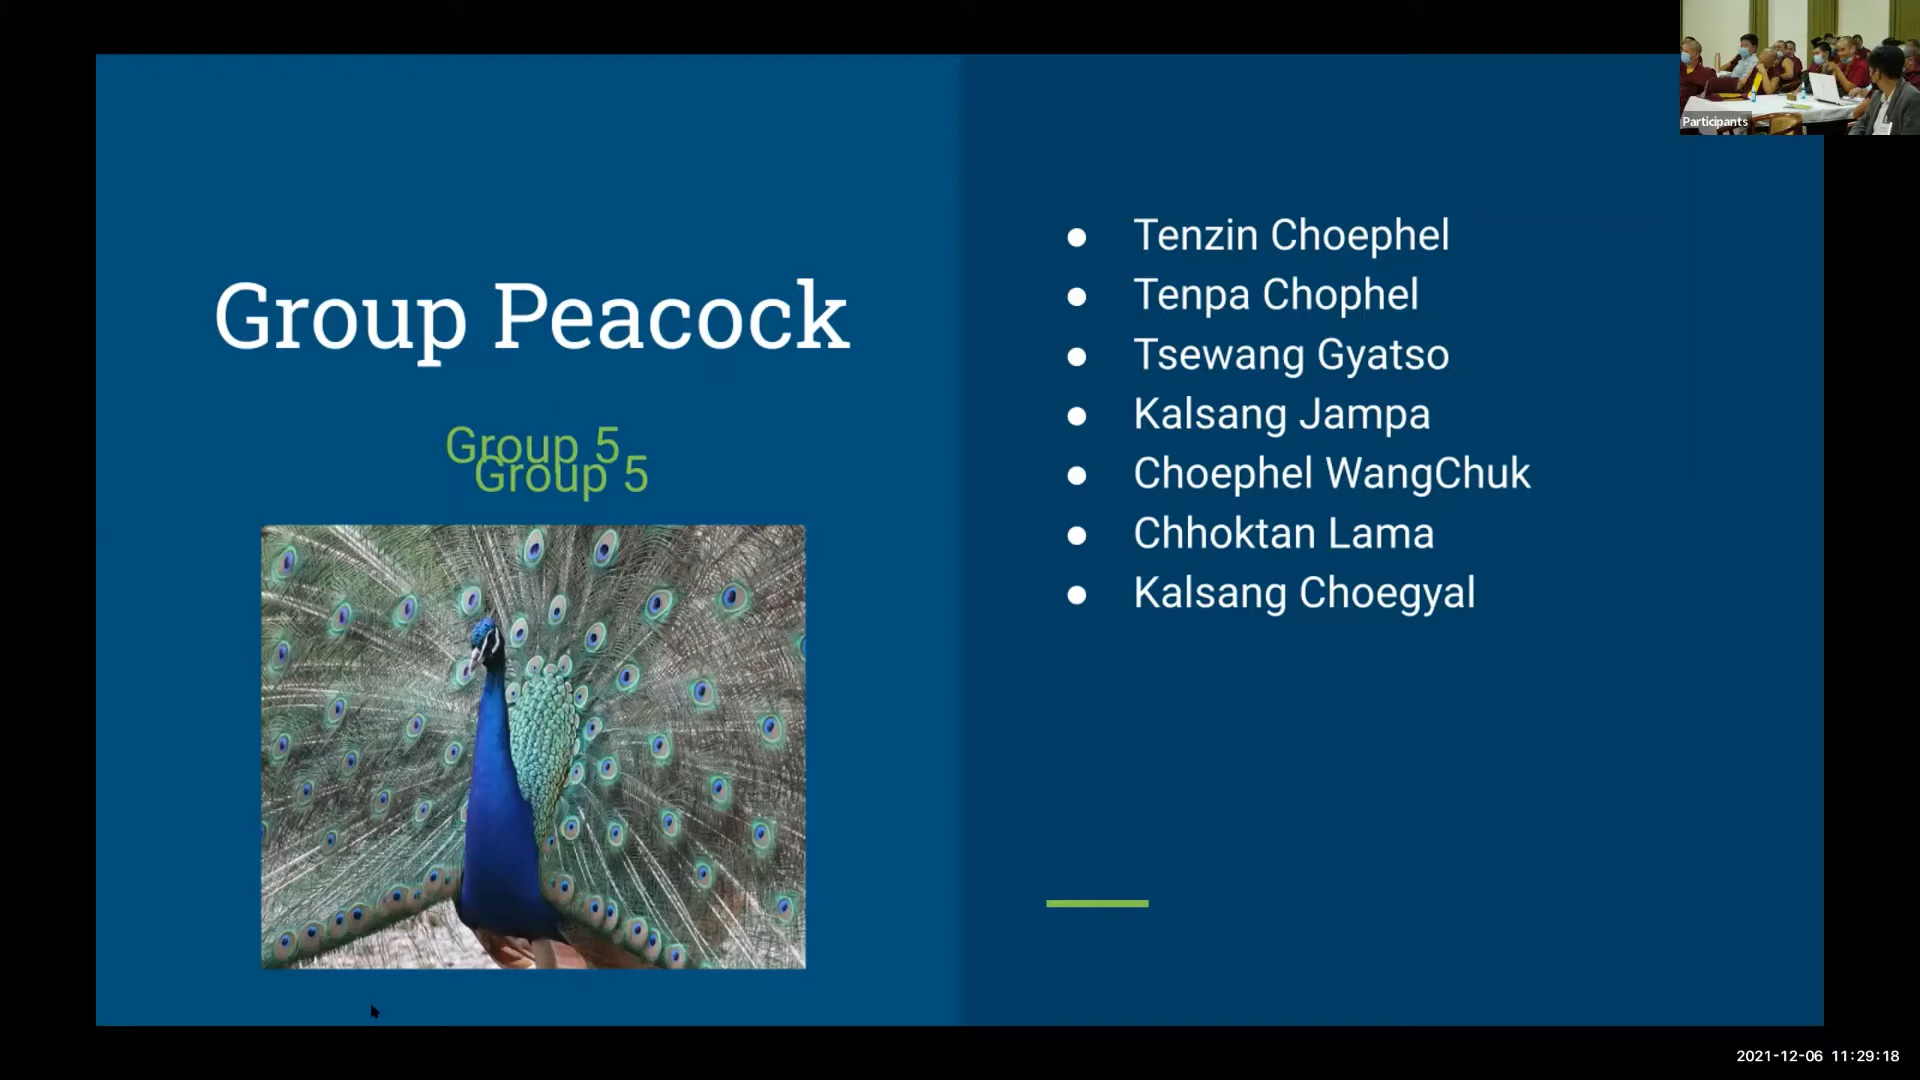 Participants
Group Peacock
Group 5
Group 5
Tenzin Choephel
Tenpa Chophel
Tsewang Gyatso
Kalsang Jampa
Choephel WangChuk
Chhoktan Lama
Kalsang Choegyal
2021-12-06 11:29:18